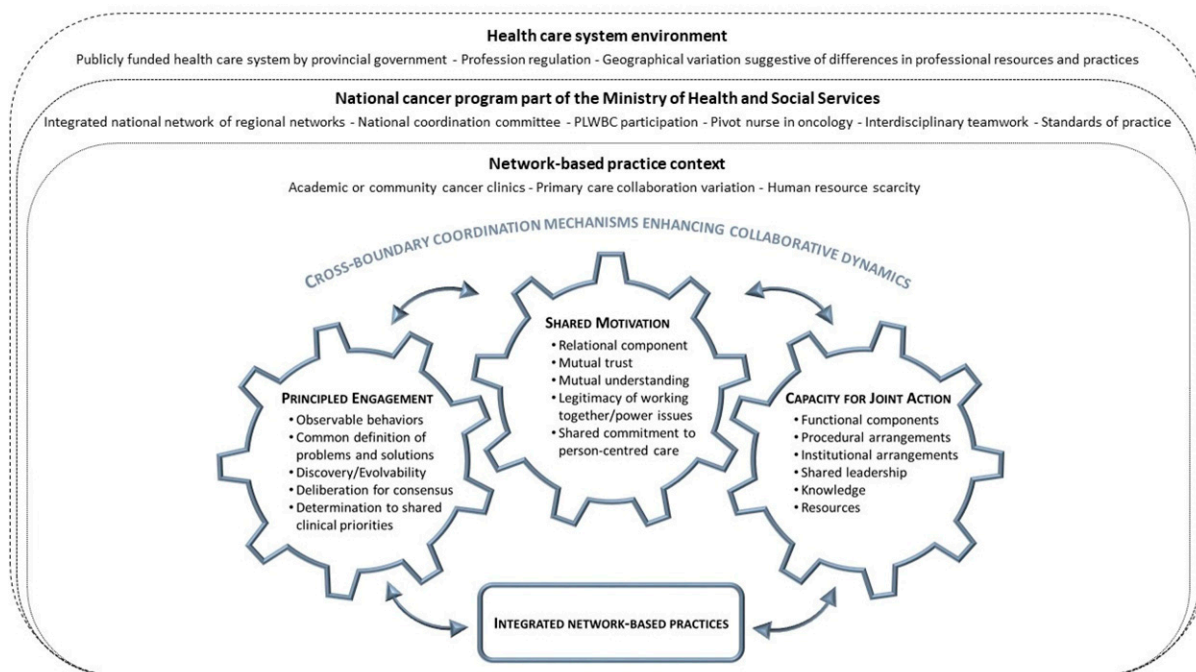 Health care system environment
Publicly funded health care system by provincial government - Profession regulation - Geographical variation suggestive of differences in professional resources and practices
National cancer program part of the Ministry of Health and Social Services
Integrated national network of regional networks - National coordination committee - PLWBC participation - Pivot nurse in oncology - Interdisciplinary teamwork - Standards of practice
Network-based practice context
Academic or community cancer clinics - Primary care collaboration variation - Human resource scarcity
CROSS-BOUNDARY COORDINATION MECHANISMS ENHANCING COLLABORATIVE DYNAMICS
PRINCIPLED ENGAGEMENT
• Observable behaviors
• Common definition of
problems and solutions
• Discovery/Evolvability
• Deliberation for consensus
• Determination to shared
clinical priorities
SHARED MOTIVATION
• Relational component
• Mutual trust
• Mutual understanding
• Legitimacy of working
together/power issues
• Shared commitment to
person-centred care
CAPACITY FOR JOINT ACTION
• Functional components
• Procedural arrangements
• Institutional arrangements
• Shared leadership
• Knowledge
• Resources
INTEGRATED NETWORK-BASED PRACTICES